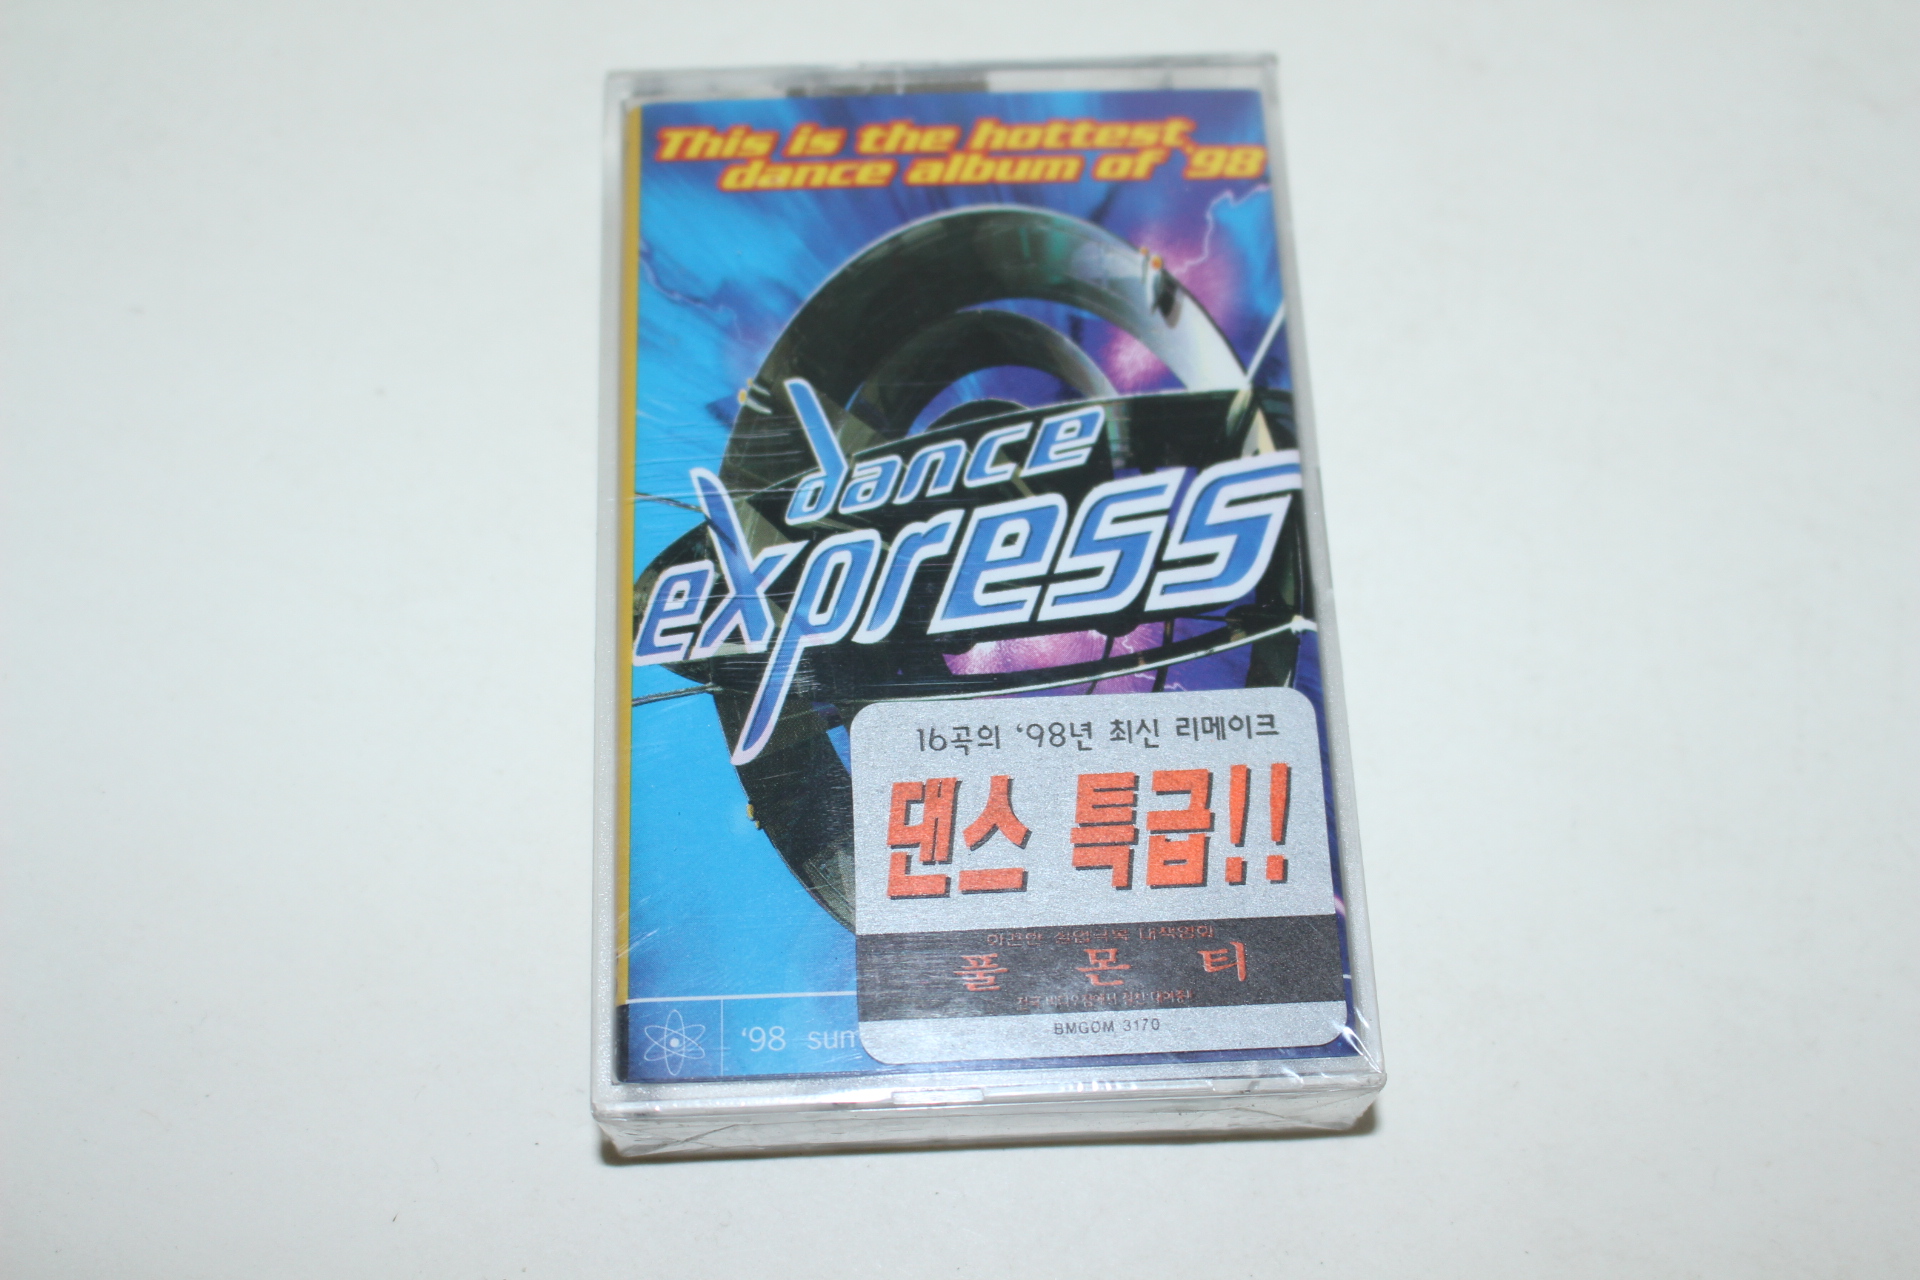 This is the hottest
dance album of '98
dance
express
16곡의 '98년 최신 리메이크
댄스 특급!!
풀 몬 티
BMGOM 3170
'98 sum